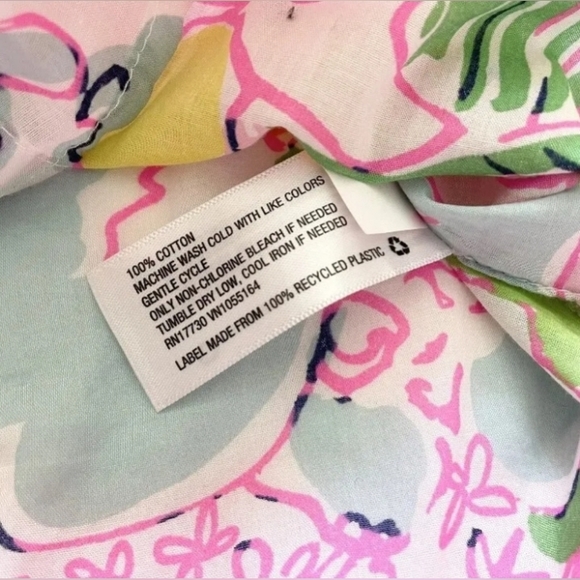 100% COTTON
MACHINE WASH COLD WITH LIKE COLORS
GENTLE CYCLE
ONLY NON-CHLORINE BLEACH IF NEEDED
TUMBLE DRY LOW, COOL IRON IF NEEDED
RN17730 VN1055164
LABEL MADE FROM 100% RECYCLED PLASTIC